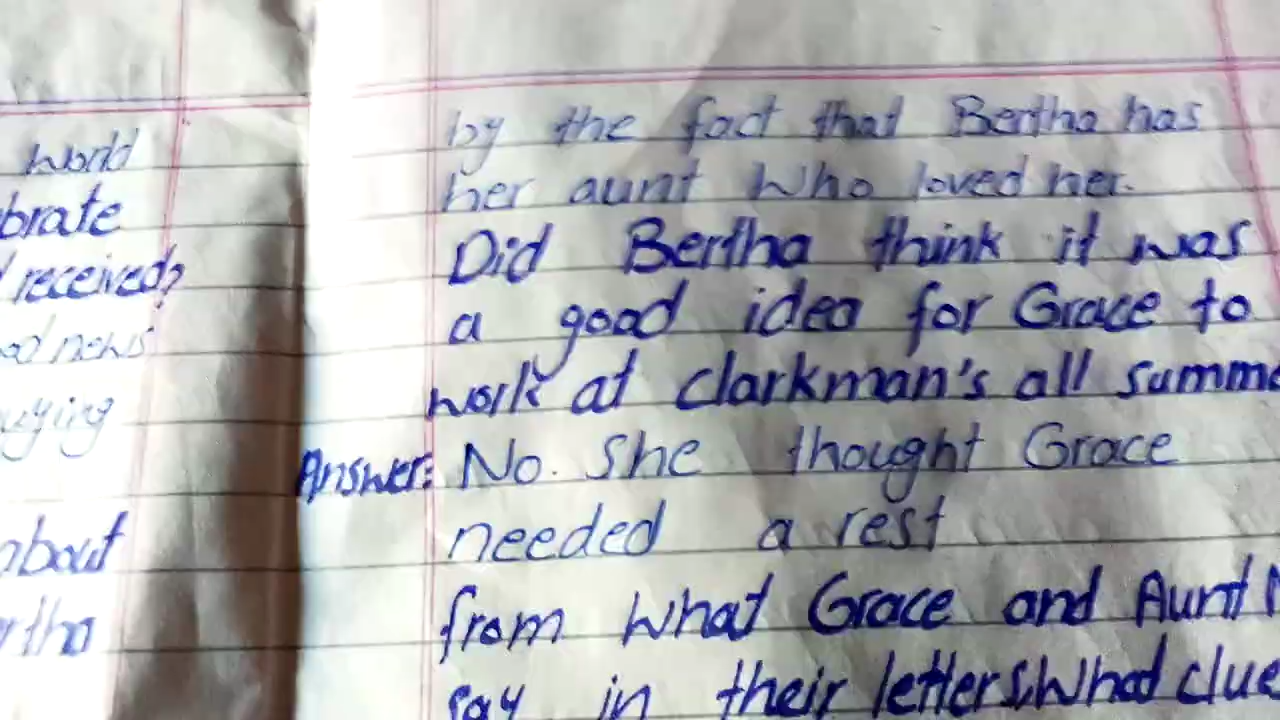 world
brate
received?
news
about
rtha
by the fact that Bertha has
her aunt who loved her.
Did Bertha think it was
a good idea for Grace to
work at clarkman's all summe
Answer: No. She thought Grace
needed a rest
from what Grace and Aunt
say in their letters, What clue